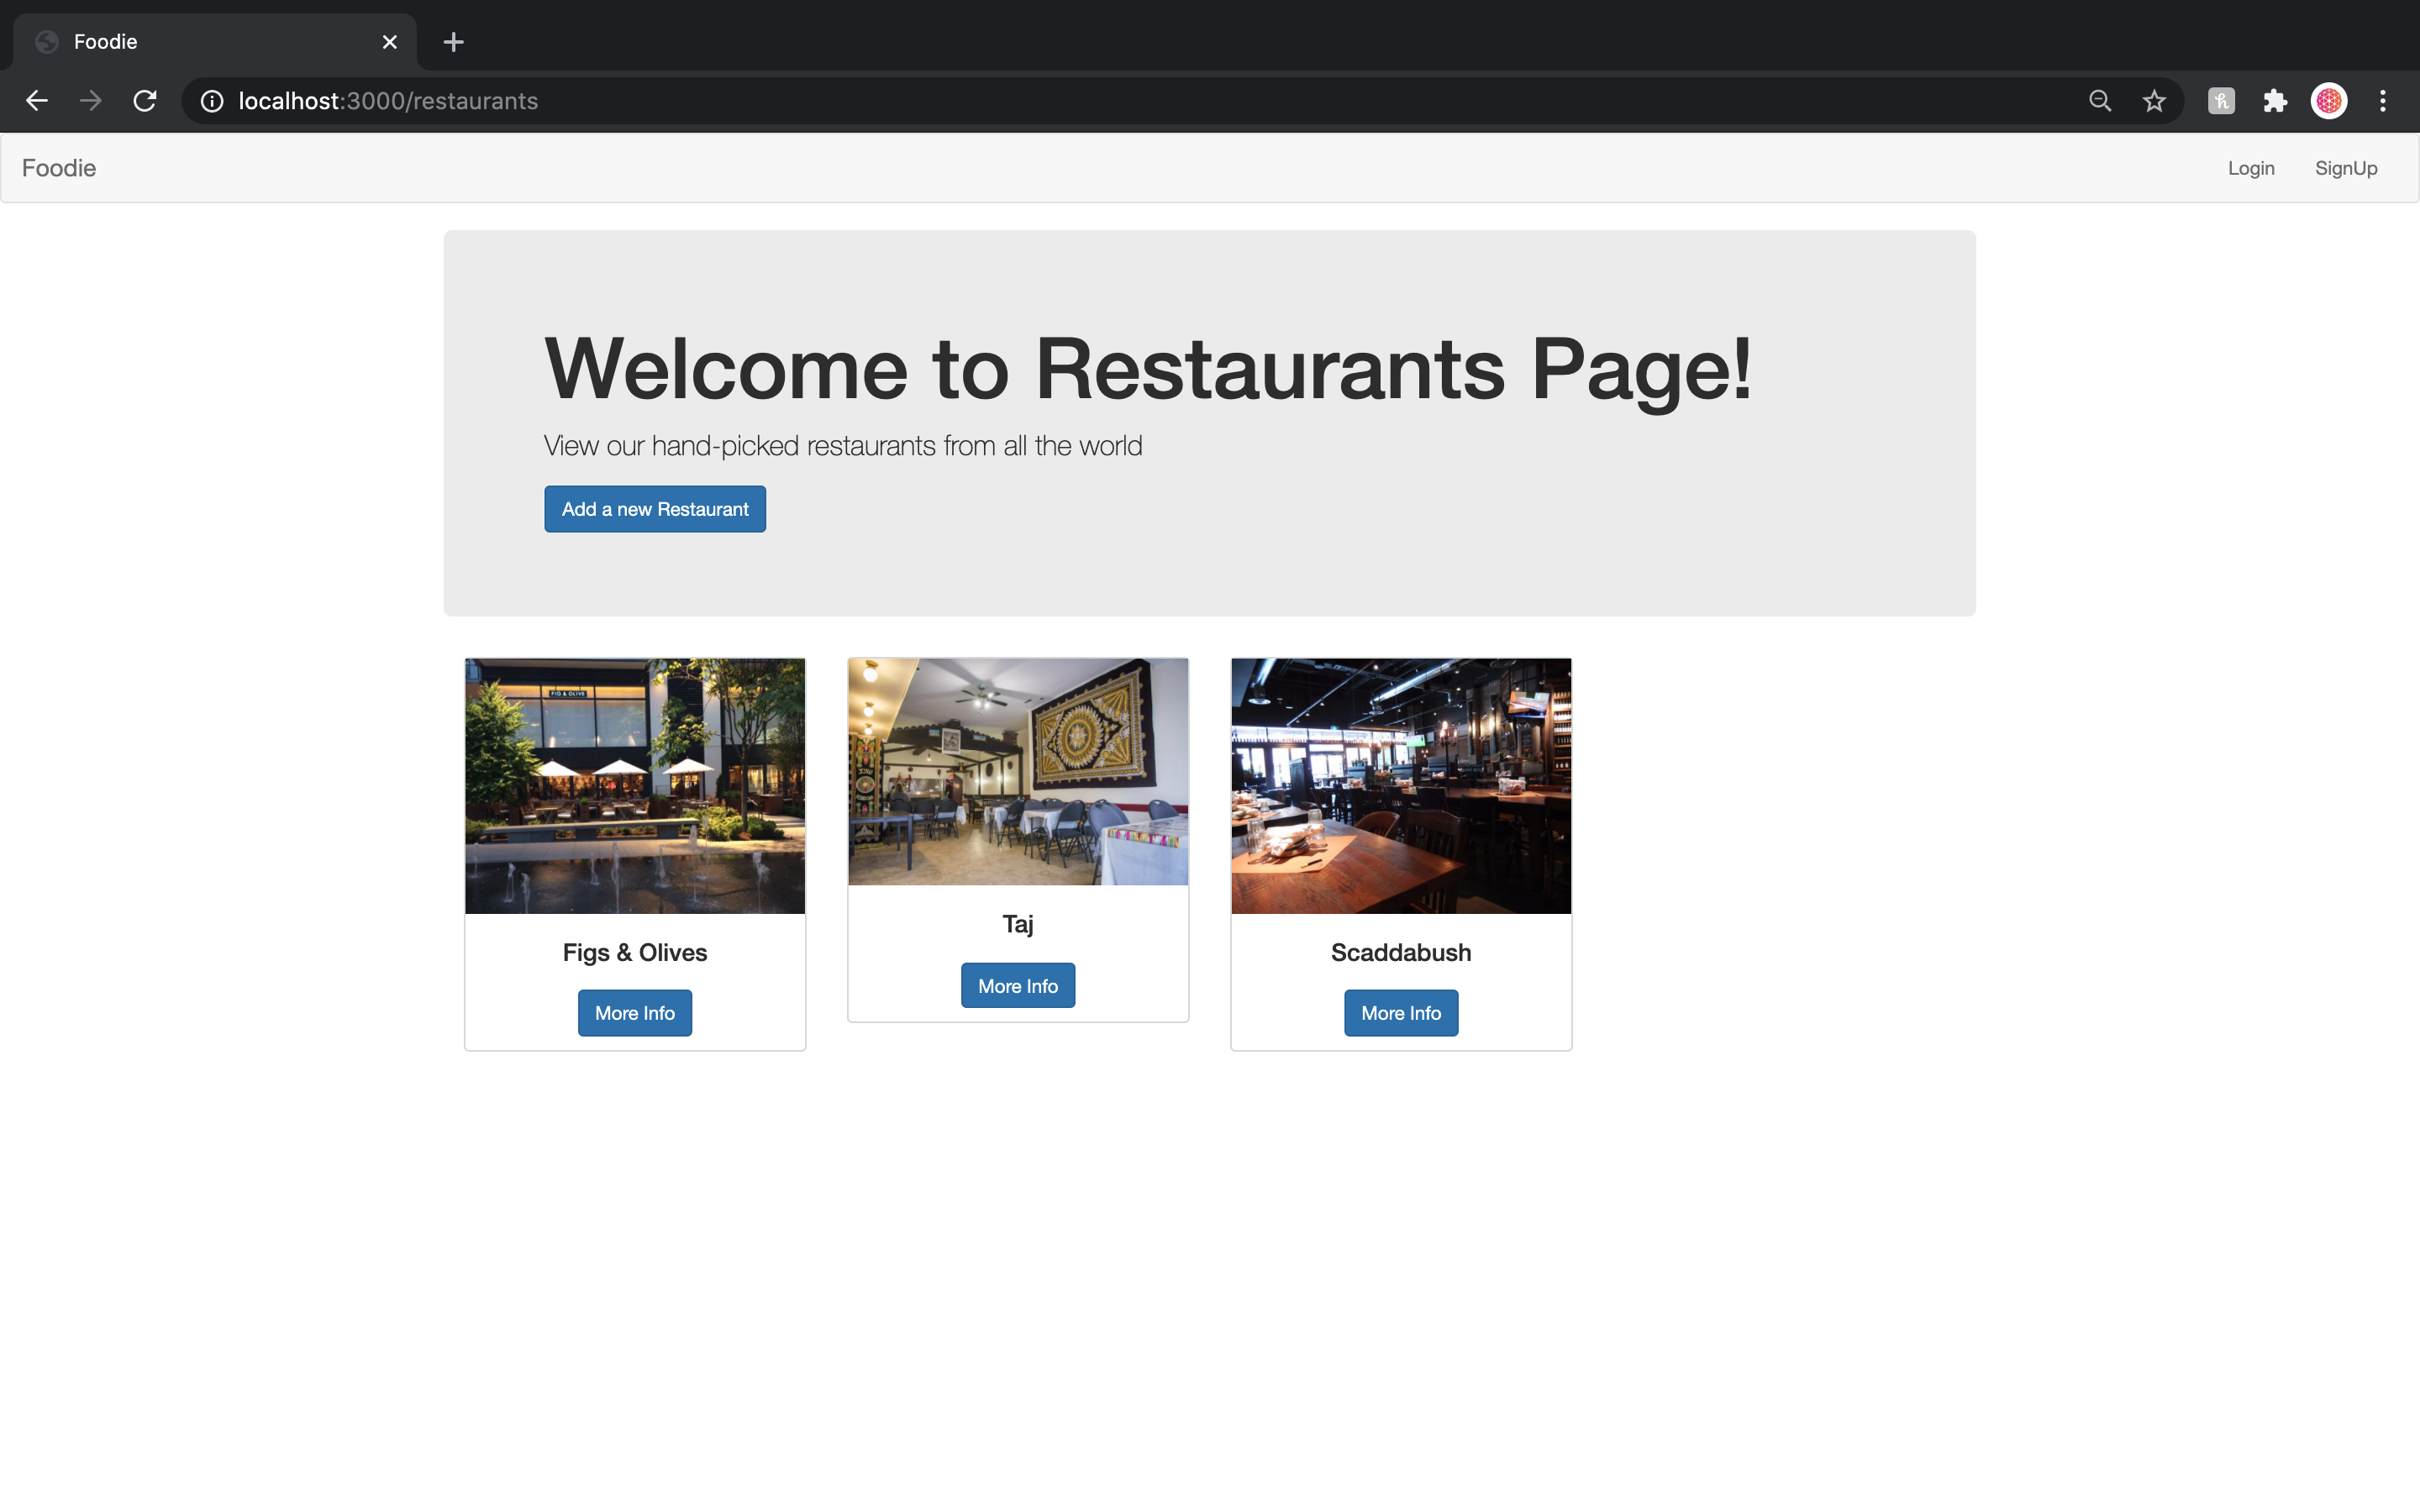 Foodie
localhost:3000/restaurants
Foodie
Login SignUp
Welcome to Restaurants Page!
View our hand-picked restaurants from all the world
Add a new Restaurant
FIG & OLIVE
Figs & Olives
More Info
Taj
More Info
Scaddabush
More Info